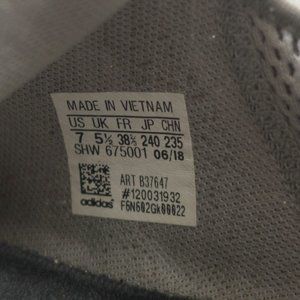 MADE IN VIETNAM
US UK FR JP CHN
7 5½ 38⅔ 240 235
SHW 675001 06/18
ART B37647
#120031932
adidas F6N602Gk00022